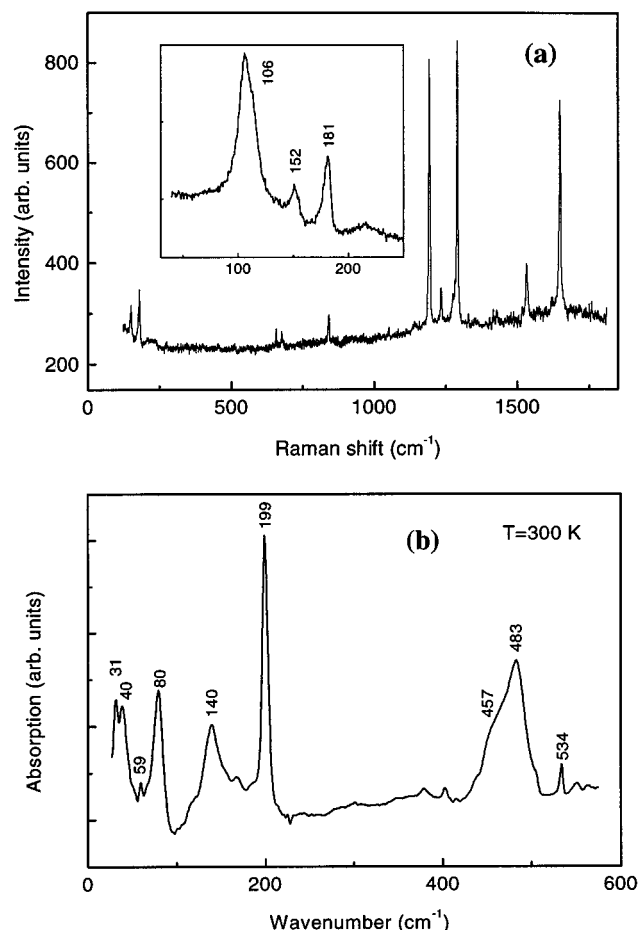 (a)
800
600
400
200
Intensity (arb. units)
106
152
181
100 200
0 500 1000 1500
Raman shift (cm-1)
(b)
T=300 K
199
31
40
59
80
140
457
483
534
Absorption (arb. units)
0 200 400 600
Wavenumber (cm-1)